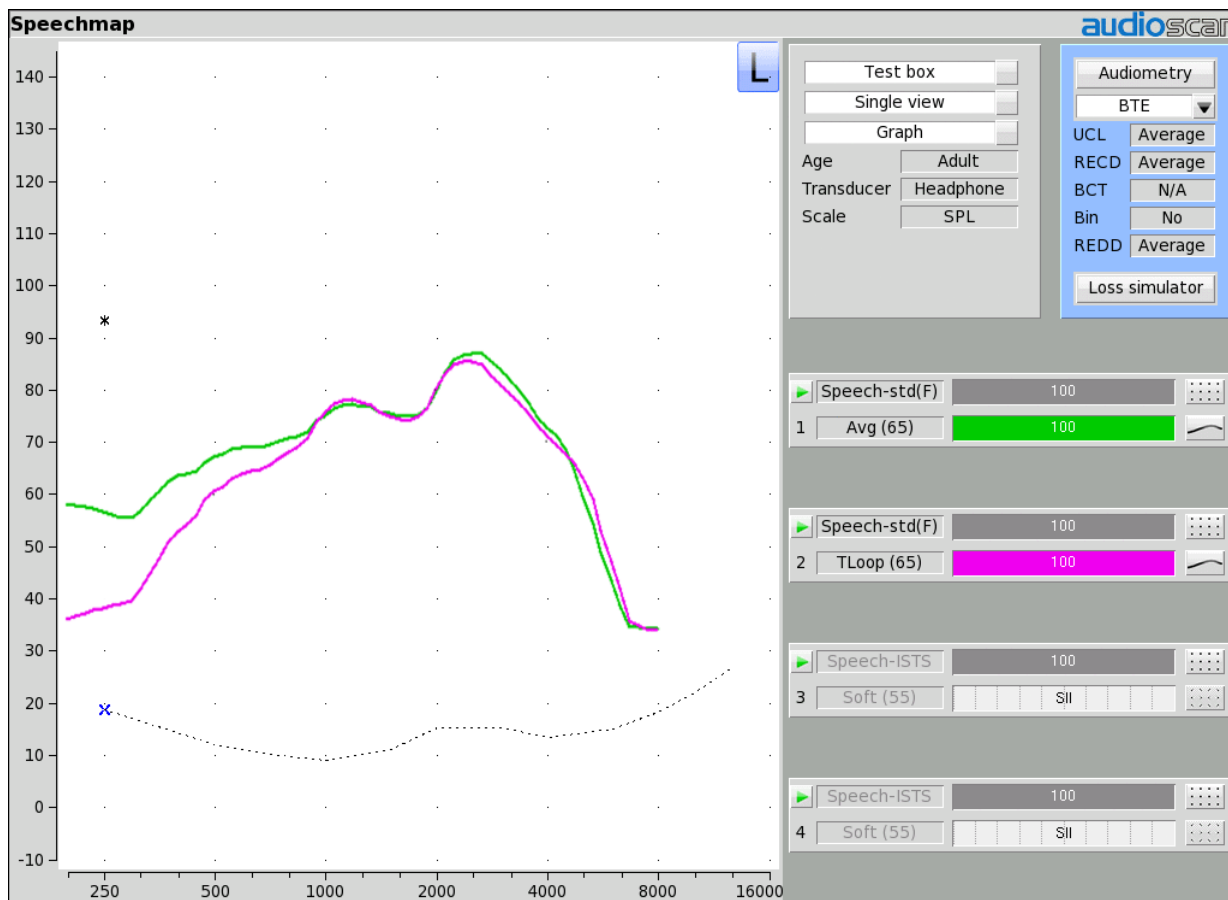 Speechmap
audioscan
L
140
130
120
110
100
90
80
70
60
50
40
30
20
10
0
-10
250 500 1000 2000 4000 8000 16000
Test box
Single view
Graph
Age Adult
Transducer Headphone
Scale SPL
Audiometry
BTE
UCL Average
RECD Average
BCT N/A
Bin No
REDD Average
Loss simulator
Speech-std(F) 100
1 Avg (65) 100
Speech-std(F) 100
2 TLoop (65) 100
Speech-ISTS 100
3 Soft (55) SII
Speech-ISTS 100
4 Soft (55) SII